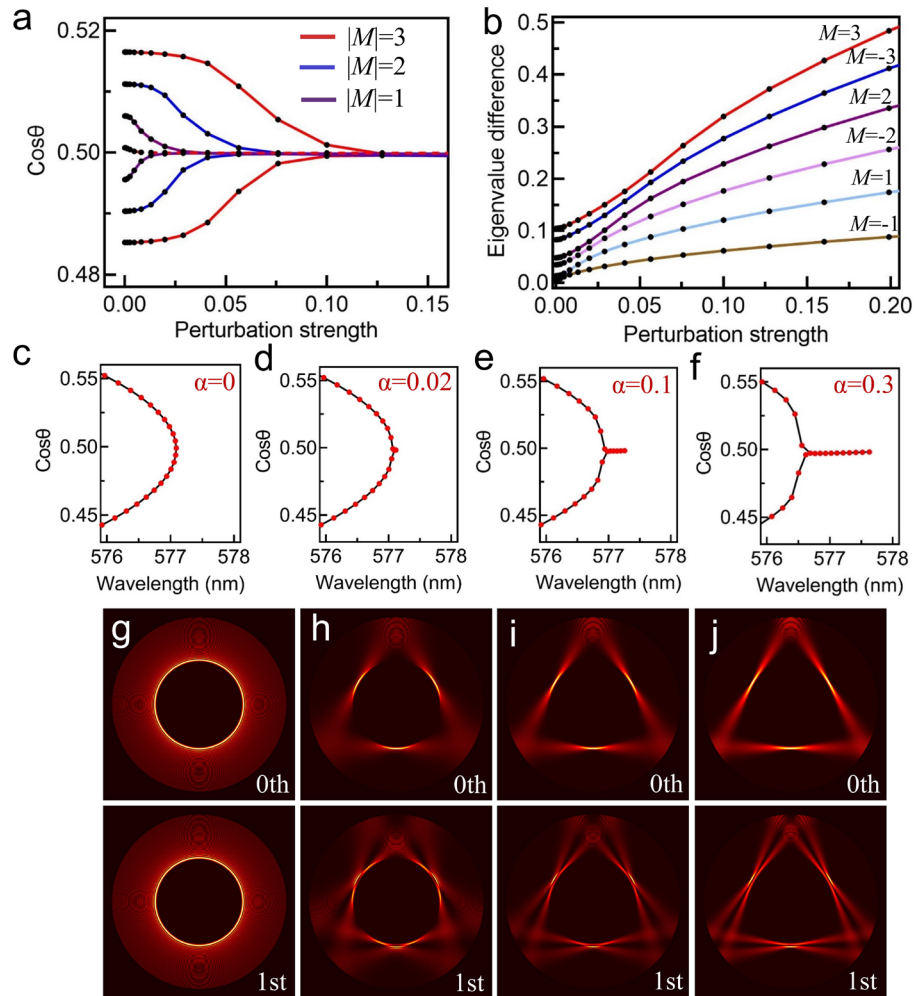 a
0.52
0.50
0.48
Cosθ
|M|=3
|M|=2
|M|=1
0.00 0.05 0.10 0.15
Perturbation strength
b
0.5
0.4
0.3
0.2
0.1
0.0
Eigenvalue difference
M=3
M=-3
M=2
M=-2
M=1
M=-1
0.00 0.05 0.10 0.15 0.20
Perturbation strength
c
α=0
0.55
0.50
0.45
Cosθ
576 577 578
Wavelength (nm)
d
α=0.02
0.55
0.50
0.45
Cosθ
576 577 578
Wavelength (nm)
e
α=0.1
0.55
0.50
0.45
Cosθ
576 577 578
Wavelength (nm)
f
α=0.3
0.55
0.50
0.45
Cosθ
576 577 578
Wavelength (nm)
g
0th
h
0th
i
0th
j
0th
1st
1st
1st
1st